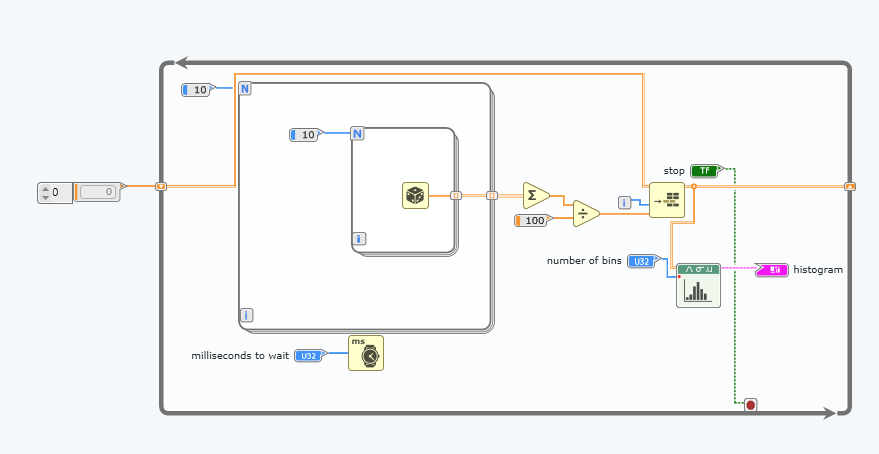 10
N
10
N
stop
TF
0
0
Σ
i
100
÷
i
number of bins
U32
histogram
i
ms
milliseconds to wait
U32